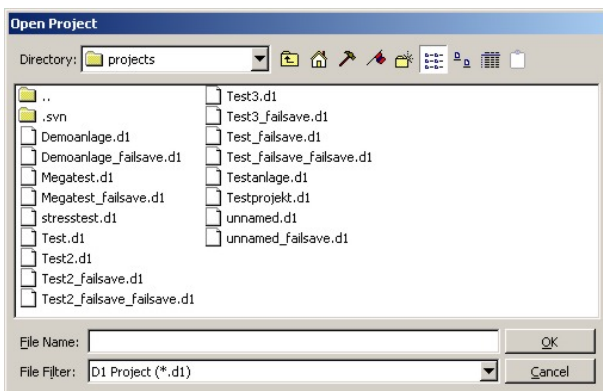 Open Project
Directory: projects
..
.svn
Demoanlage.d1
Demoanlage_failsave.d1
Megatest.d1
Megatest_failsave.d1
stresstest.d1
Test.d1
Test2.d1
Test2_failsave.d1
Test2_failsave_failsave.d1
Test3.d1
Test3_failsave.d1
Test_failsave.d1
Test_failsave_failsave.d1
Testanlage.d1
Testprojekt.d1
unnamed.d1
unnamed_failsave.d1
File Name: OK
File Filter: D1 Project (*.d1) Cancel